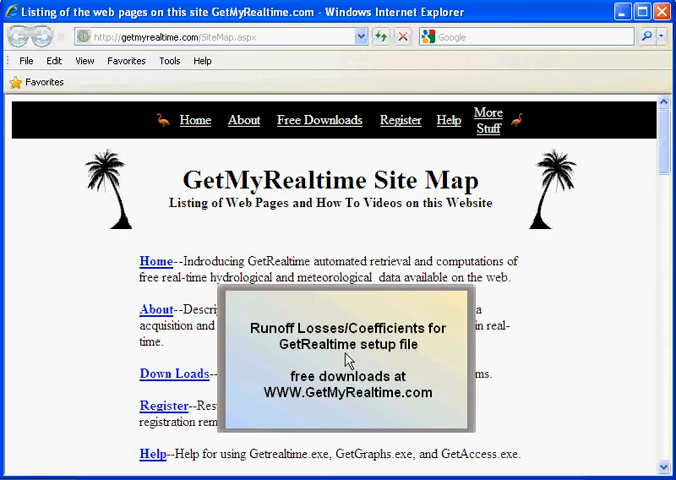 Listing of the web pages on this site GetMyRealtime.com - Windows Internet Explorer
http://getmyrealtime.com/SiteMap.aspx
Google
File Edit View Favorites Tools Help
Favorites
Home About Free Downloads Register Help More Stuff
GetMyRealtime Site Map
Listing of Web Pages and How To Videos on this Website
Home--Indroducing GetRealtime automated retrieval and computations of
free real-time hydrological and meteorological data available on the web.
About--Descri
acquisition and
in real-
time.
Runoff Losses/Coefficients for
GetRealtime setup file
free downloads at
WWW.GetMyRealtime.com
Down Loads--
ms.
Register--Res
registration rem
Help--Help for using Getrealtime.exe, GetGraphs.exe, and GetAccess.exe.